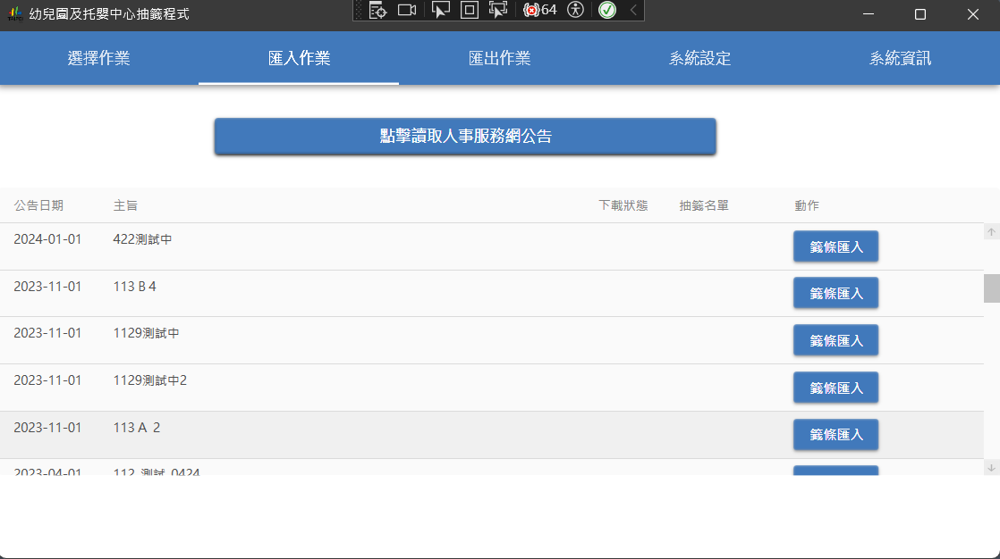 幼兒園及托嬰中心抽籤程式
64
選擇作業 匯入作業 匯出作業 系統設定 系統資訊
點擊讀取人事服務網公告
公告日期 主旨 下載狀態 抽籤名單 動作
2024-01-01 422測試中 籤條匯入
2023-11-01 113 B 4 籤條匯入
2023-11-01 1129測試中 籤條匯入
2023-11-01 1129測試中2 籤條匯入
2023-11-01 113 A 2 籤條匯入
2023-04-01 112 測試 0424